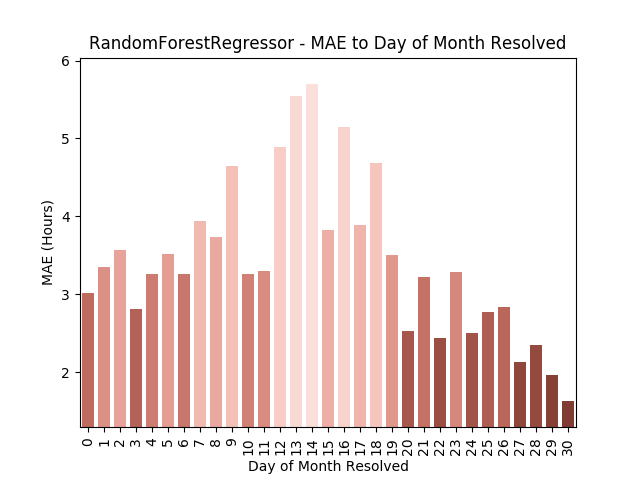 RandomForestRegressor - MAE to Day of Month Resolved
6
5
4
3
2
MAE (Hours)
0 1 2 3 4 5 6 7 8 9 10 11 12 13 14 15 16 17 18 19 20 21 22 23 24 25 26 27 28 29 30
Day of Month Resolved